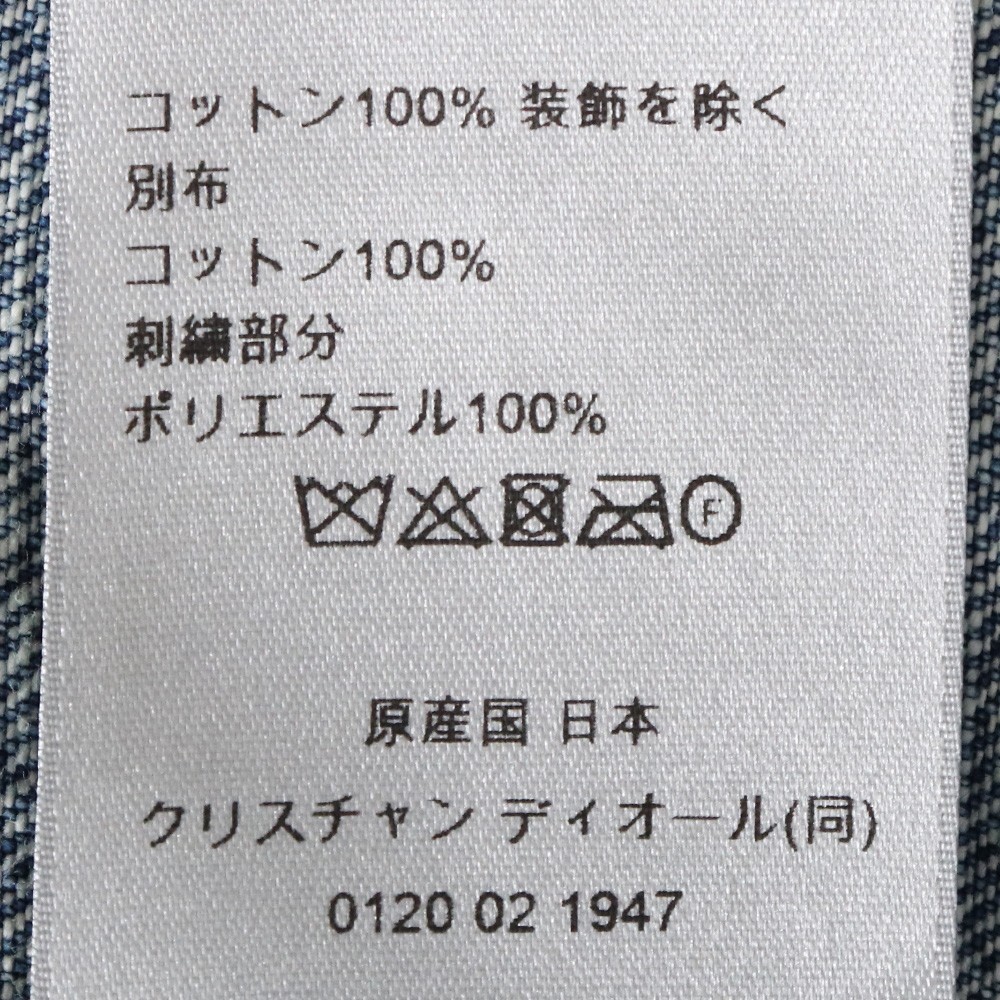 コットン100% 装飾を除く
別布
コットン100%
刺繍部分
ポリエステル100%
F
原産国 日本
クリスチャン ディオール(同)
0120 02 1947